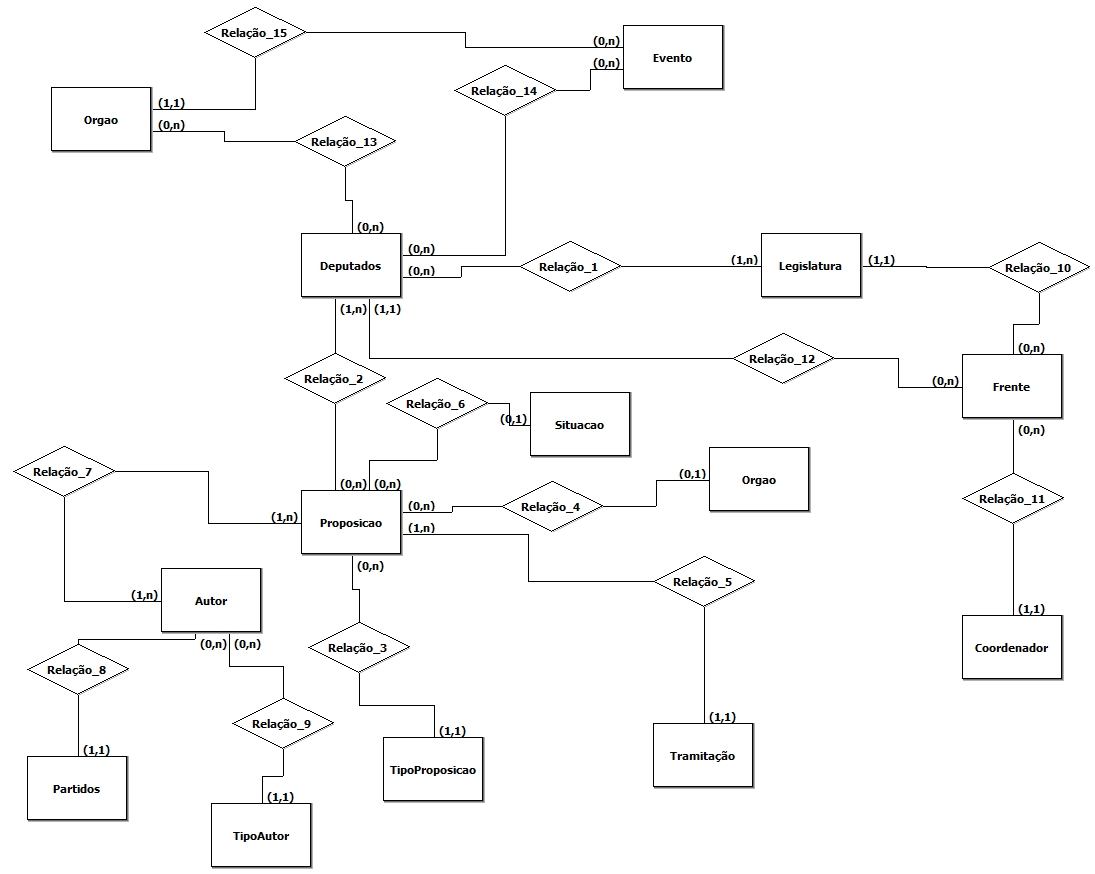 Relação_15
(0,n)
Evento
(0,n)
Relação_14
(1,1)
Orgao
(0,n)
Relação_13
(0,n)
Deputados
(0,n)
(0,n)
Relação_1
(1,n)
Legislatura
(1,1)
Relação_10
(1,n)
(1,1)
(0,n)
Relação_12
(0,n)
Frente
Relação_2
Relação_6
(0,1)
Situacao
(0,n)
Relação_7
(0,n)
(0,n)
(0,1)
Orgao
Relação_11
(1,n)
Proposicao
(0,n)
Relação_4
(1,n)
(0,n)
Relação_5
(1,n)
Autor
(1,1)
(0,n)
(0,n)
Relação_3
Coordenador
Relação_8
Relação_9
(1,1)
(1,1)
(1,1)
Tramitação
TipoProposicao
Partidos
(1,1)
TipoAutor